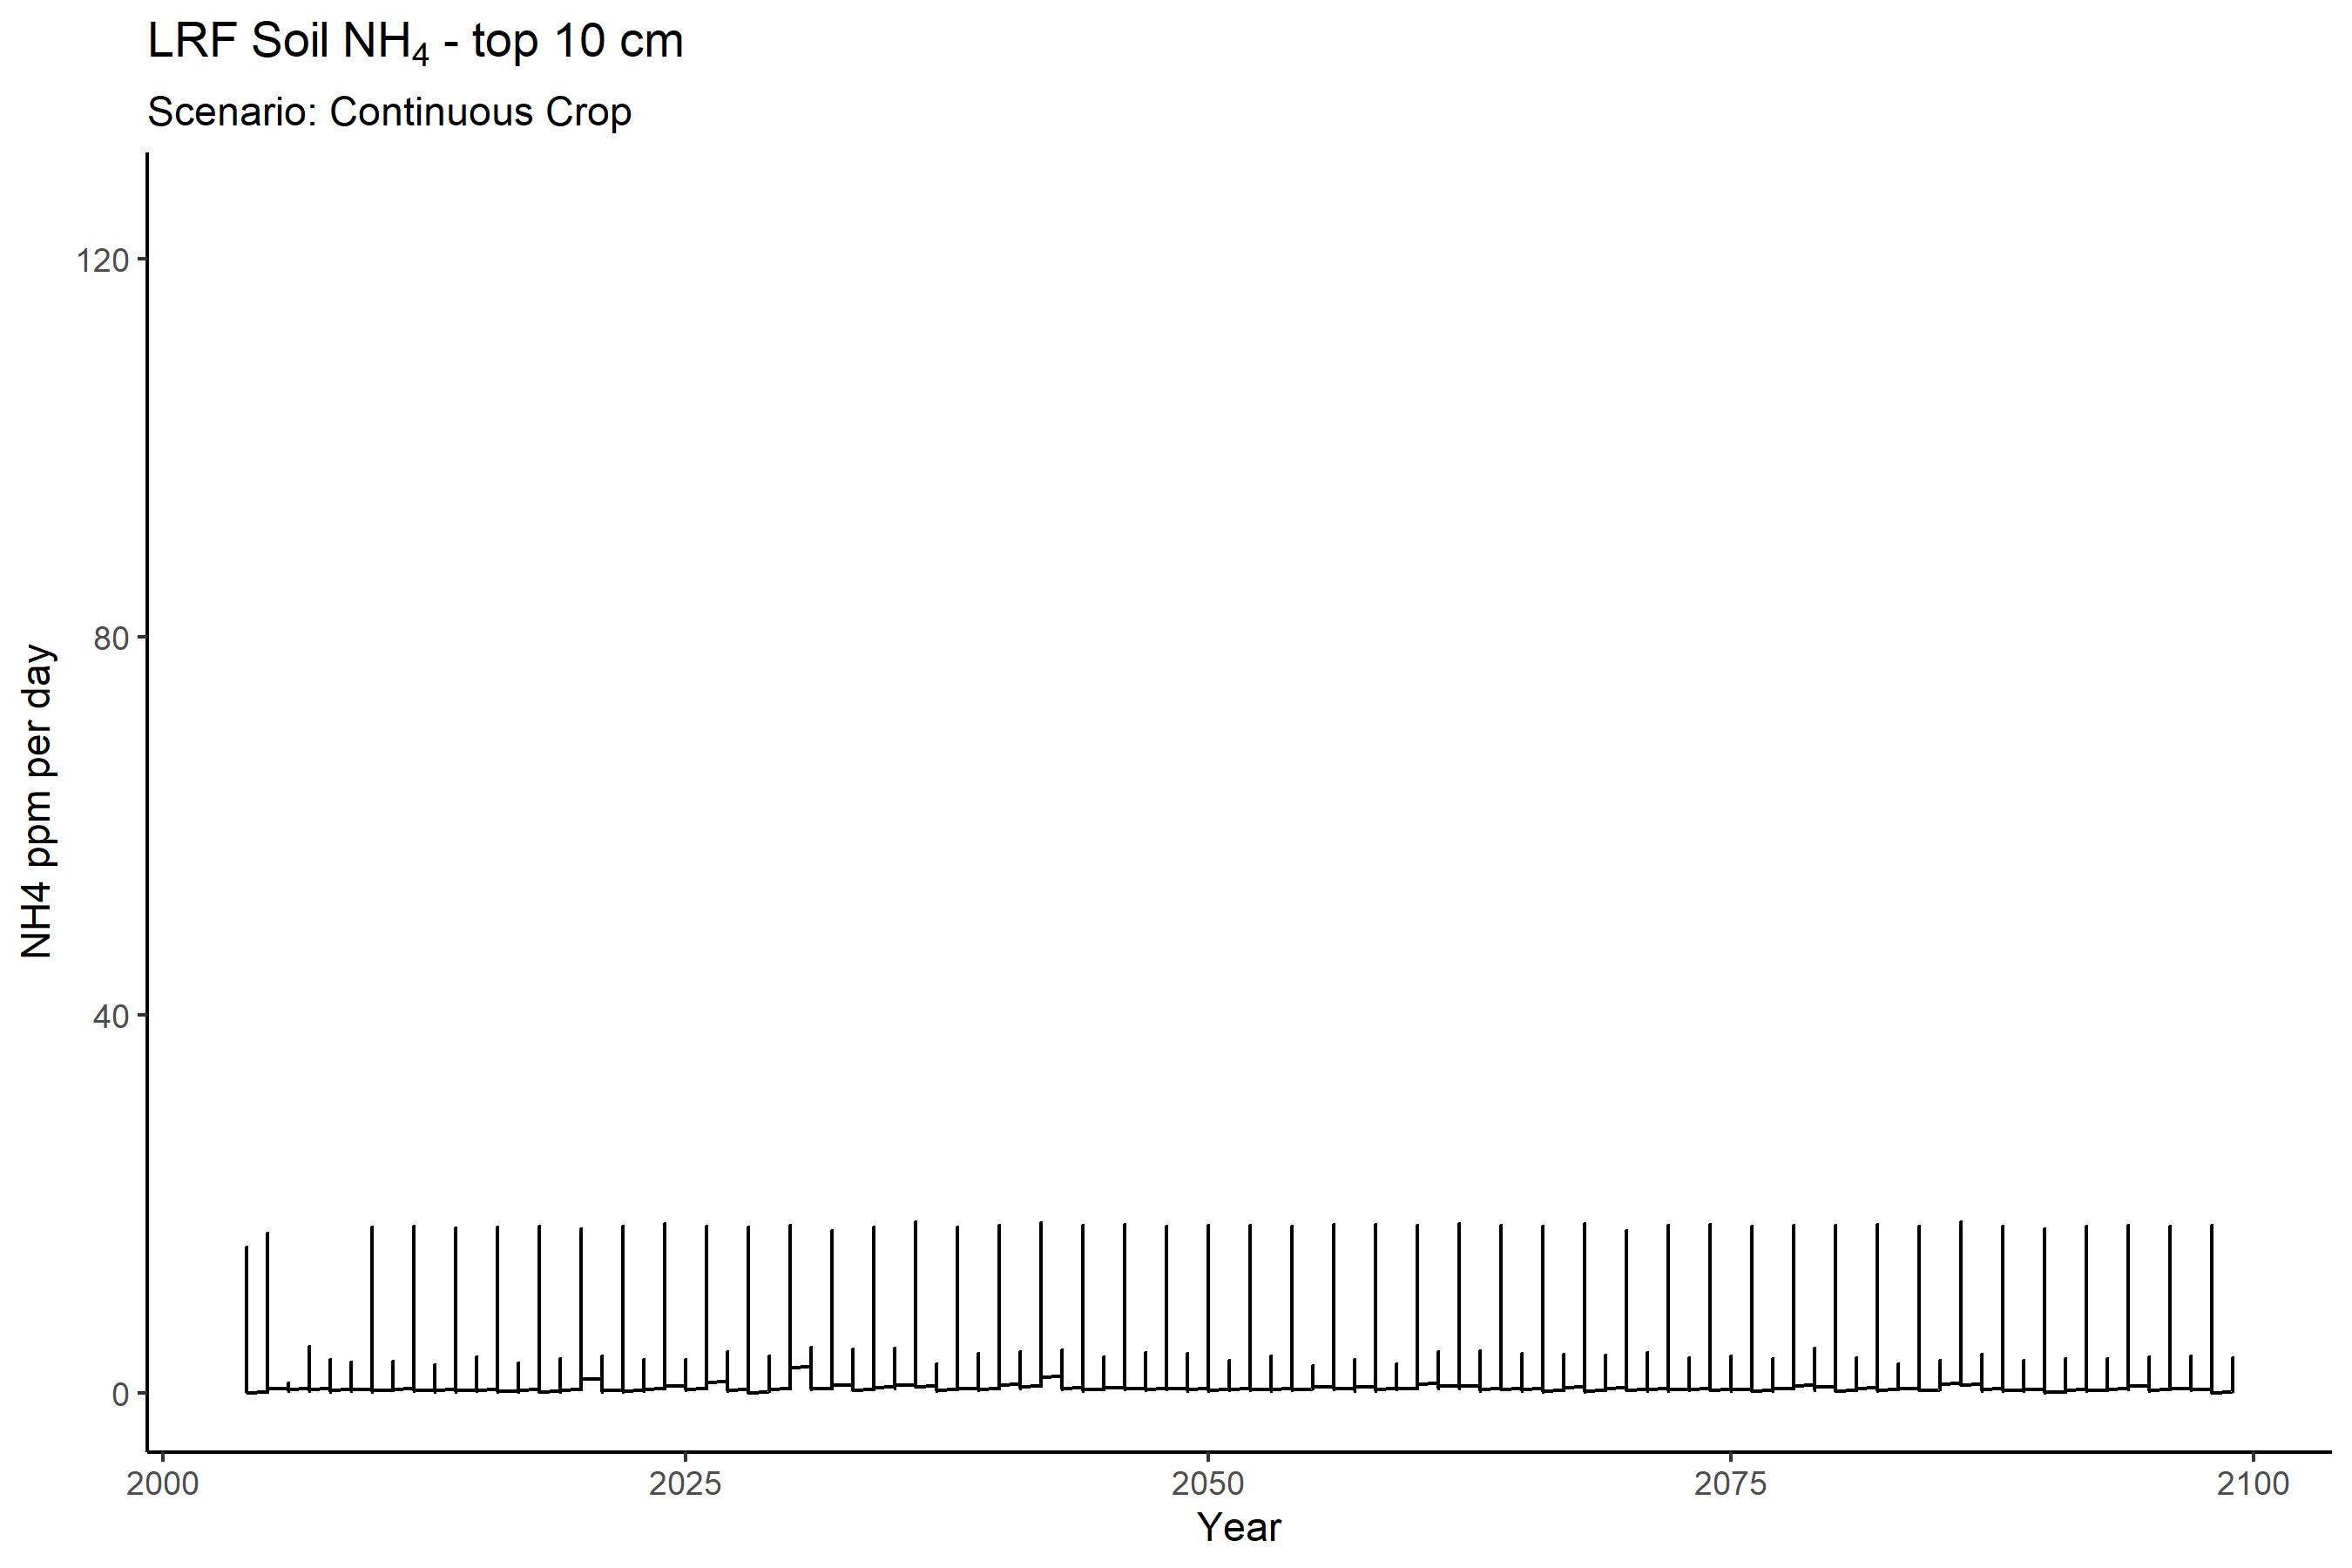 LRF Soil NH₄ - top 10 cm
Scenario: Continuous Crop
120
80
40
0
NH4 ppm per day
2000 2025 2050 2075 2100
Year